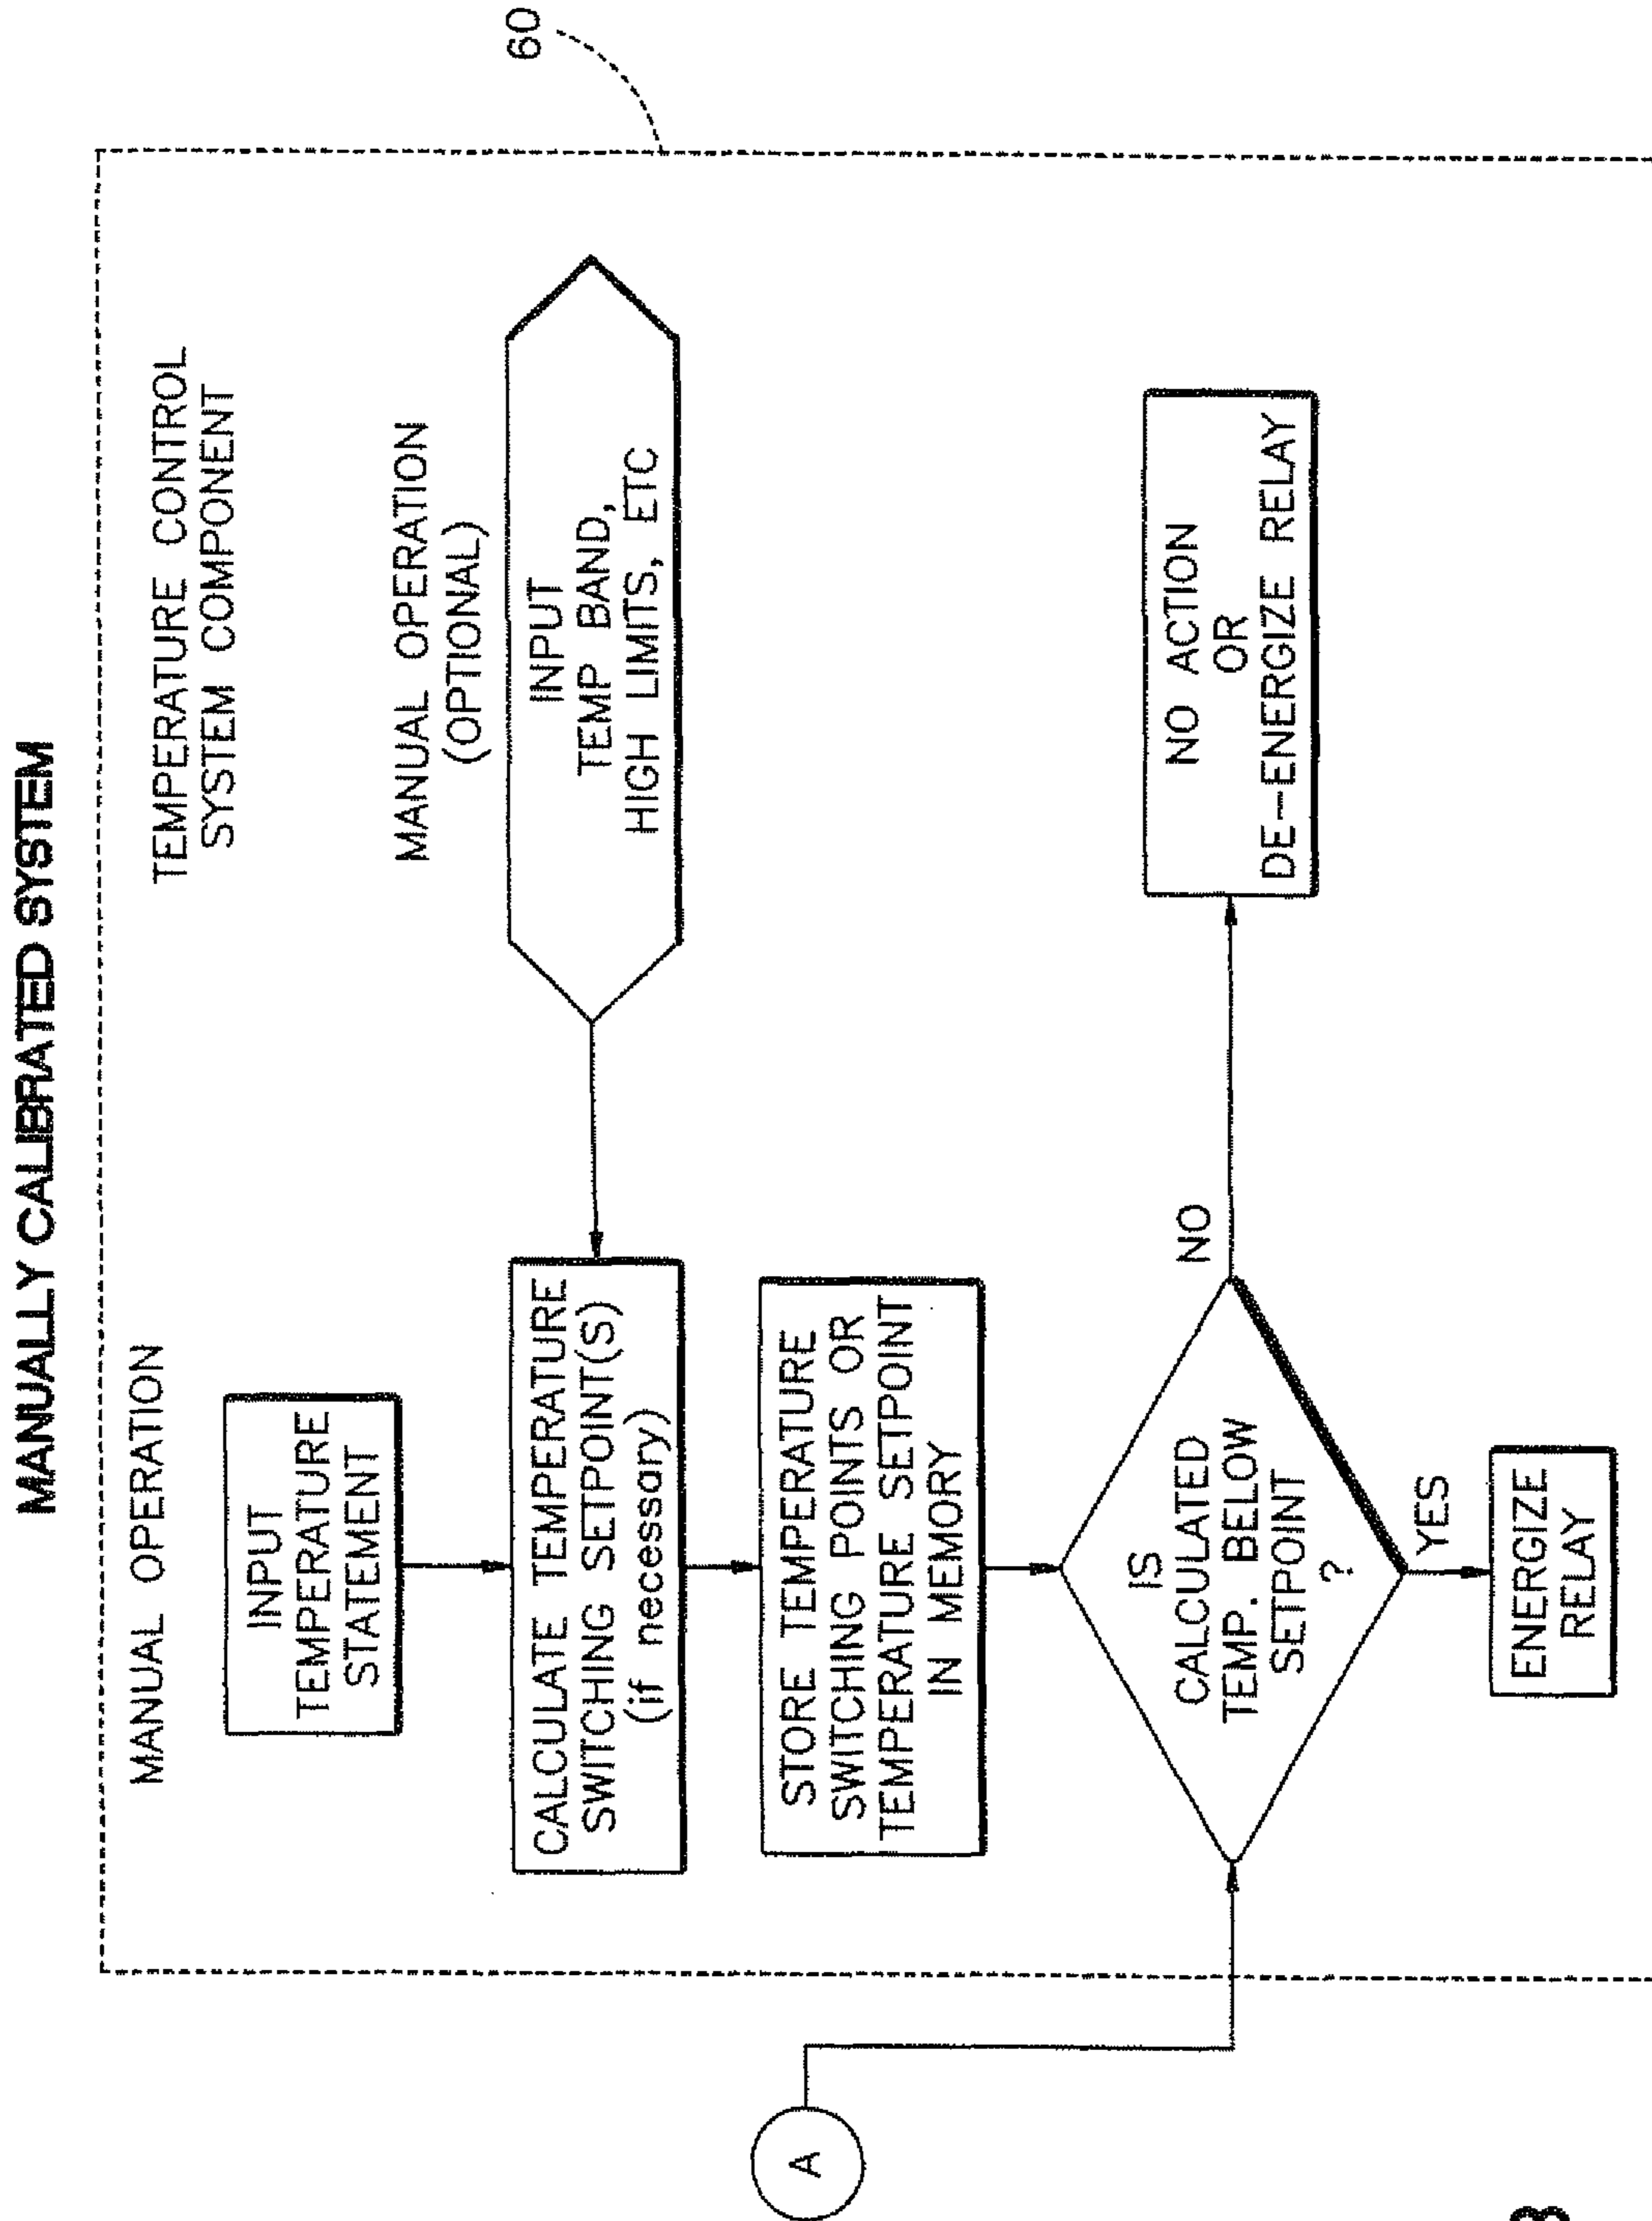 MANUALLY CALIBRATED SYSTEM
60
TEMPERATURE CONTROL
SYSTEM COMPONENT
MANUAL OPERATION
INPUT
TEMPERATURE
STATEMENT
MANUAL OPERATION
(OPTIONAL)
INPUT
TEMP BAND,
HIGH LIMITS, ETC
CALCULATE TEMPERATURE
SWITCHING SETPOINT(S)
(if necessary)
STORE TEMPERATURE
SWITCHING POINTS OR
TEMPERATURE SETPOINT
IN MEMORY
A
IS
CALCULATED
TEMP. BELOW
SETPOINT
?
NO
NO ACTION
OR
DE-ENERGIZE RELAY
YES
ENERGIZE
RELAY